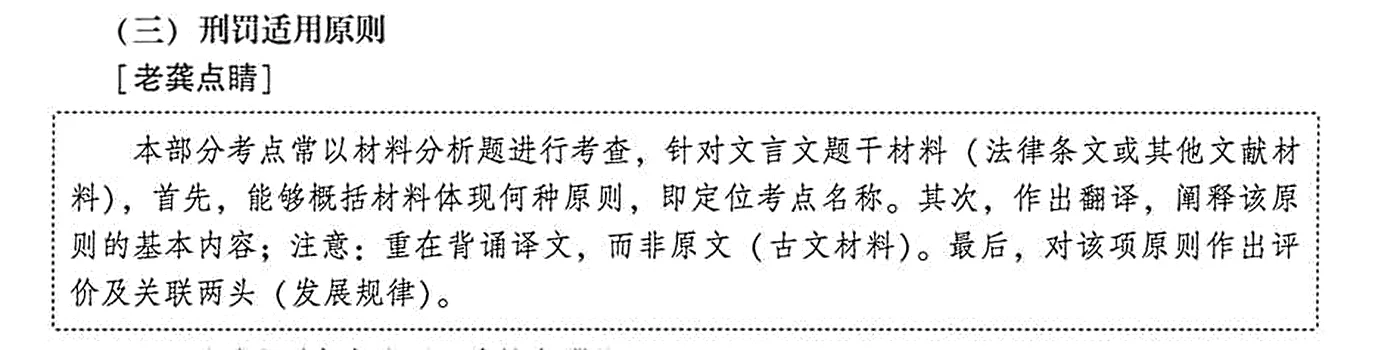 （三）刑罚适用原则
[老龚点睛]
本部分考点常以材料分析题进行考查，针对文言文题干材料（法律条文或其他文献材
料），首先，能够概括材料体现何种原则，即定位考点名称。其次，作出翻译，阐释该原
则的基本内容；注意：重在背诵译文，而非原文（古文材料）。最后，对该项原则作出评
价及关联两头（发展规律）。